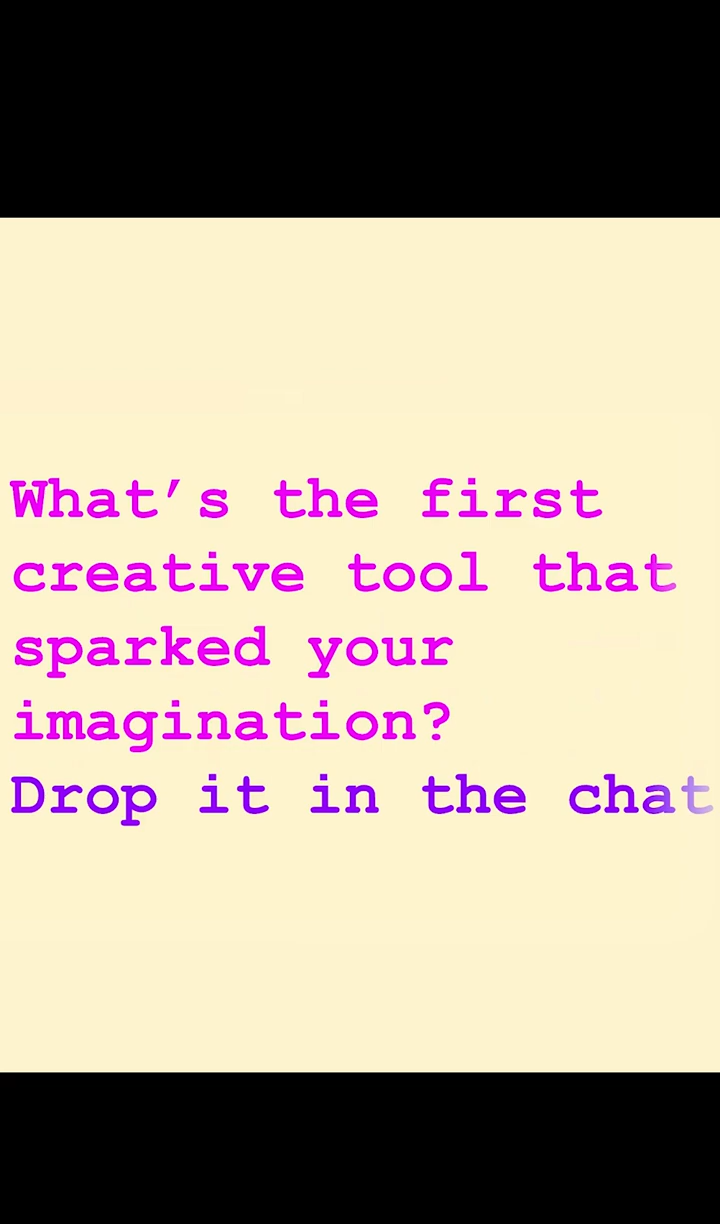 What’s the first
creative tool that
sparked your
imagination?
Drop it in the chat